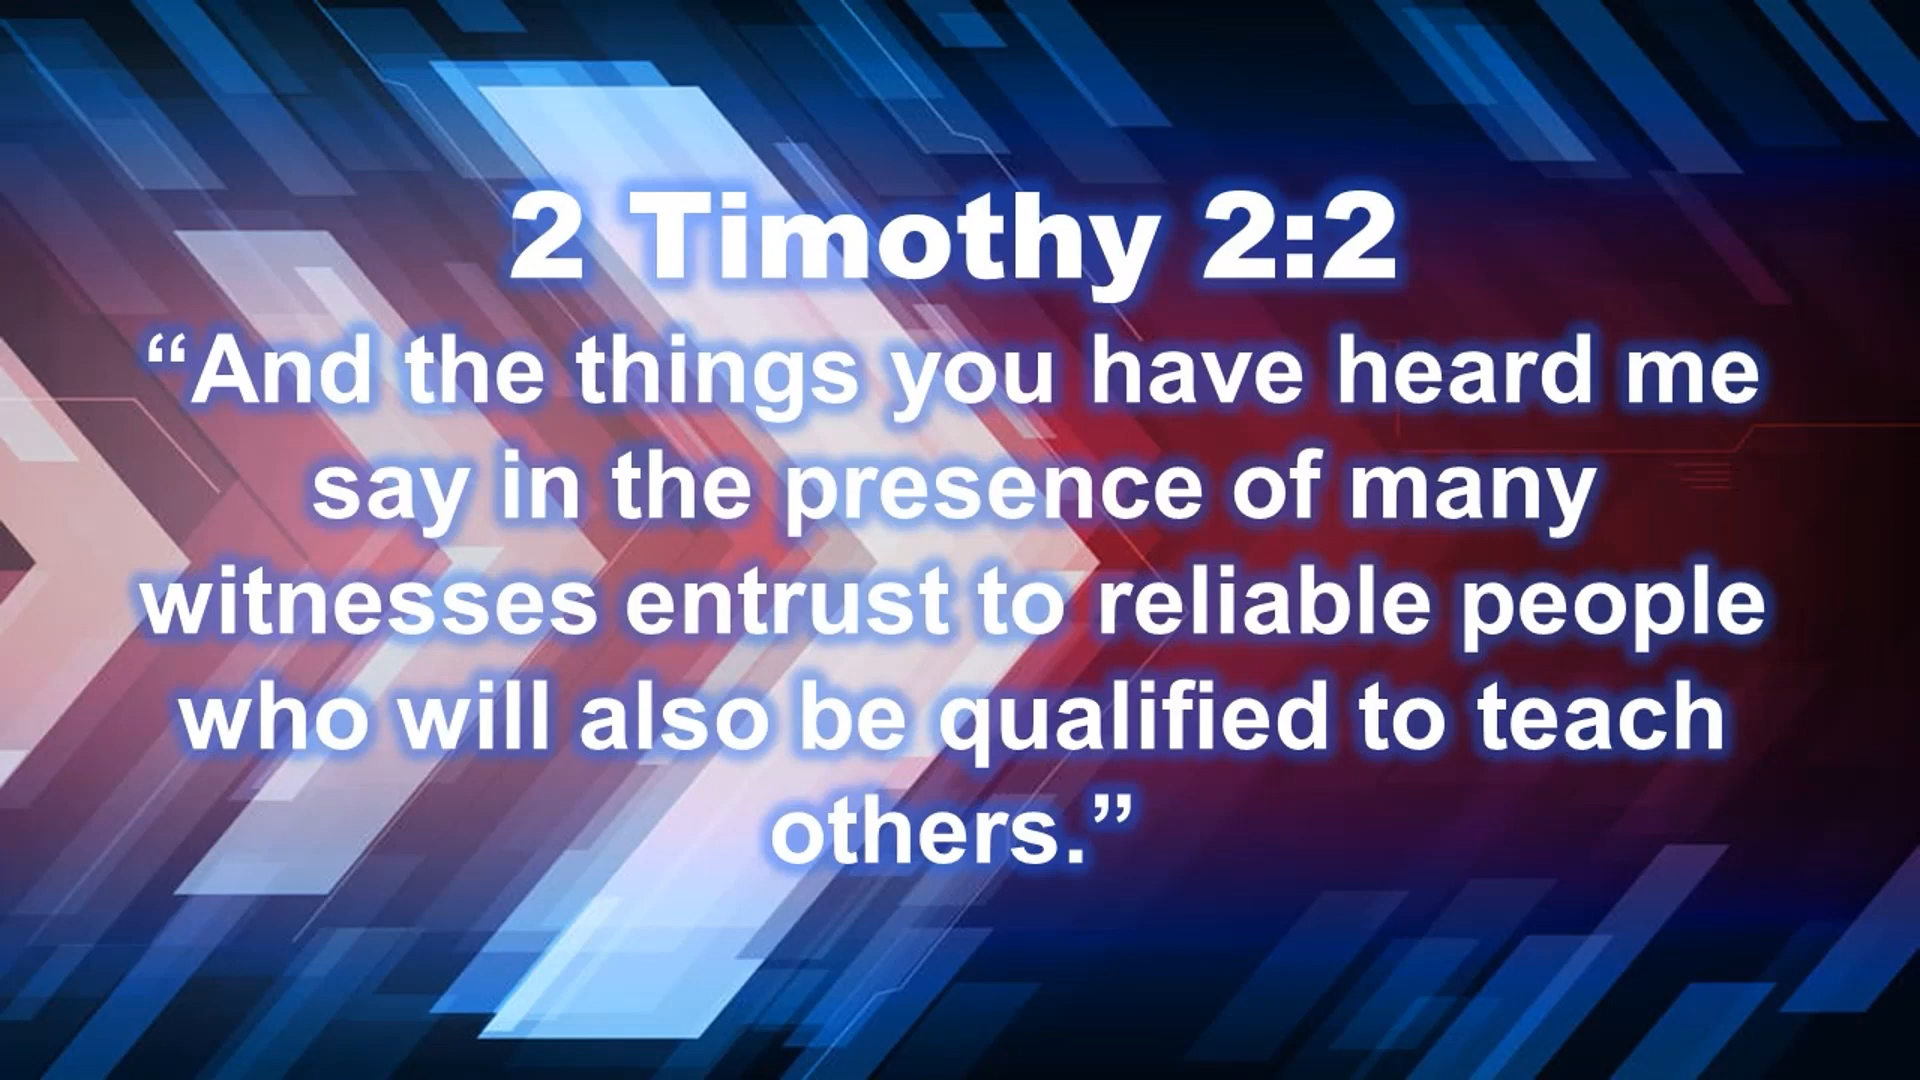 2 Timothy 2:2
“And the things you have heard me
say in the presence of many
witnesses entrust to reliable people
who will also be qualified to teach
others.”